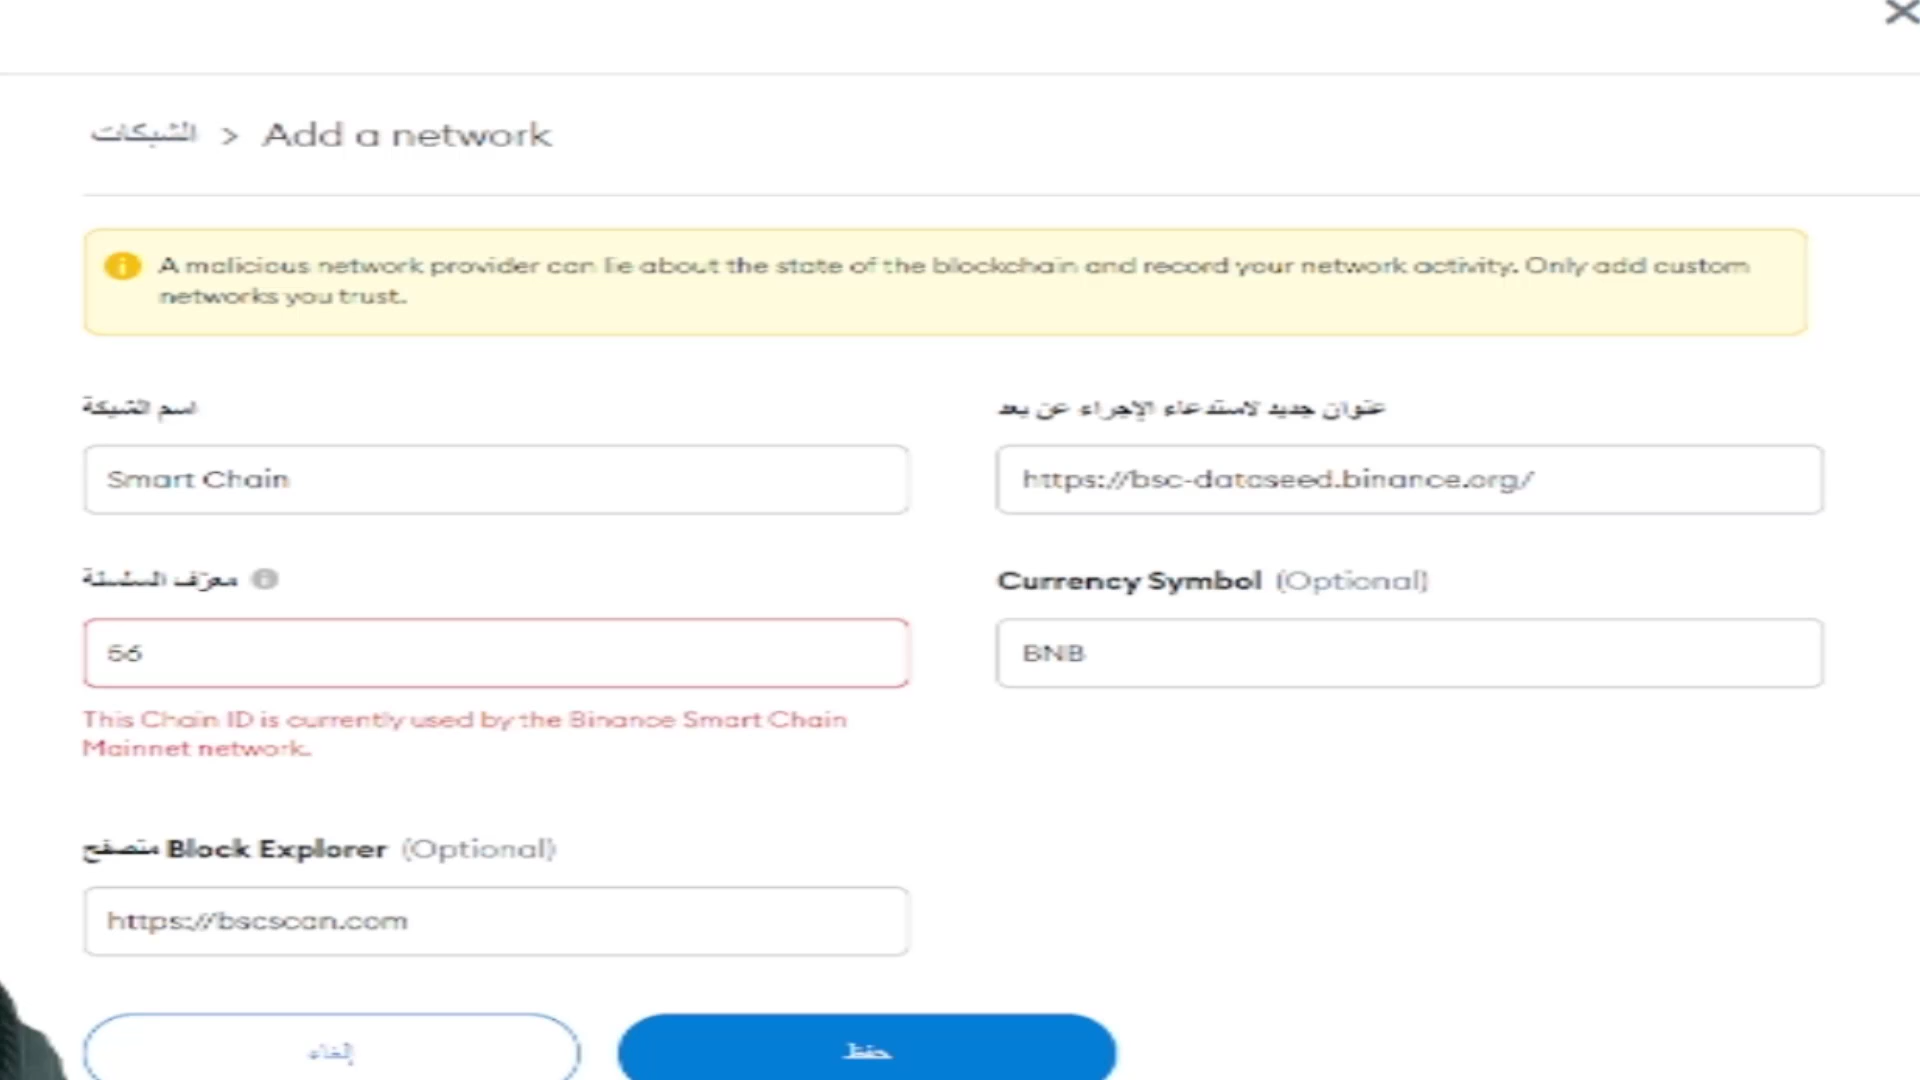 الشبكات > Add a network
A malicious network provider can lie about the state of the blockchain and record your network activity. Only add custom
networks you trust.
اسم الشبكة
Smart Chain
عنوان جديد لاستدعاء الإجراء عن بعد
https://bsc-dataseed.binance.org/
معرّف السلسلة
56
This Chain ID is currently used by the Binance Smart Chain
Mainnet network.
Currency Symbol (Optional)
BNB
متصفح Block Explorer (Optional)
https://bscscan.com
إلغاء
حفظ